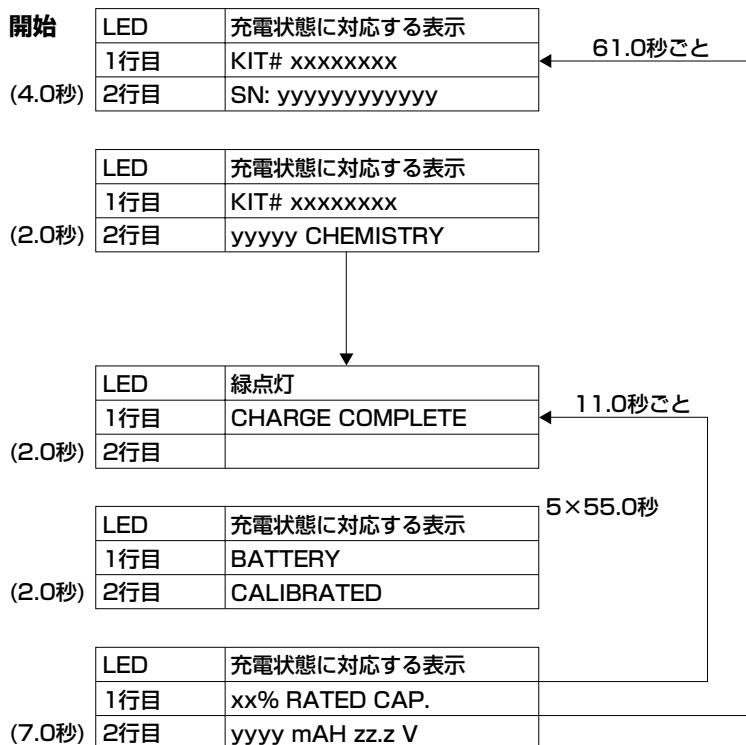 開始 LED 充電状態に対応する表示
1行目 KIT# xxxxxxxx 61.0秒ごと
(4.0秒) 2行目 SN: yyyyyyyyyyyy
LED 充電状態に対応する表示
1行目 KIT# xxxxxxxx
(2.0秒) 2行目 yyyyy CHEMISTRY
LED 緑点灯
1行目 CHARGE COMPLETE 11.0秒ごと
(2.0秒) 2行目
5×55.0秒
LED 充電状態に対応する表示
1行目 BATTERY
(2.0秒) 2行目 CALIBRATED
LED 充電状態に対応する表示
1行目 xx% RATED CAP.
(7.0秒) 2行目 yyyy mAH zz.z V